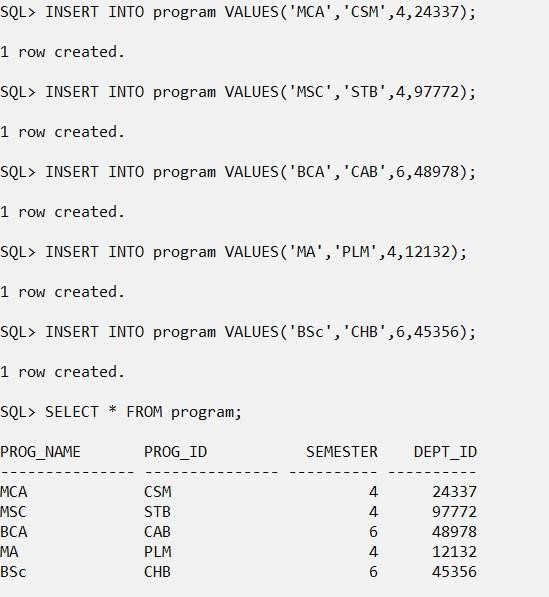 SQL> INSERT INTO program VALUES('MCA','CSM',4,24337);
1 row created.
SQL> INSERT INTO program VALUES('MSC','STB',4,97772);
1 row created.
SQL> INSERT INTO program VALUES('BCA','CAB',6,48978);
1 row created.
SQL> INSERT INTO program VALUES('MA','PLM',4,12132);
1 row created.
SQL> INSERT INTO program VALUES('BSc','CHB',6,45356);
1 row created.
SQL> SELECT * FROM program;
PROG_NAME       PROG_ID           SEMESTER    DEPT_ID
--------------- --------------- ---------- ----------
MCA             CSM                      4      24337
MSC             STB                      4      97772
BCA             CAB                      6      48978
MA              PLM                      4      12132
BSc             CHB                      6      45356